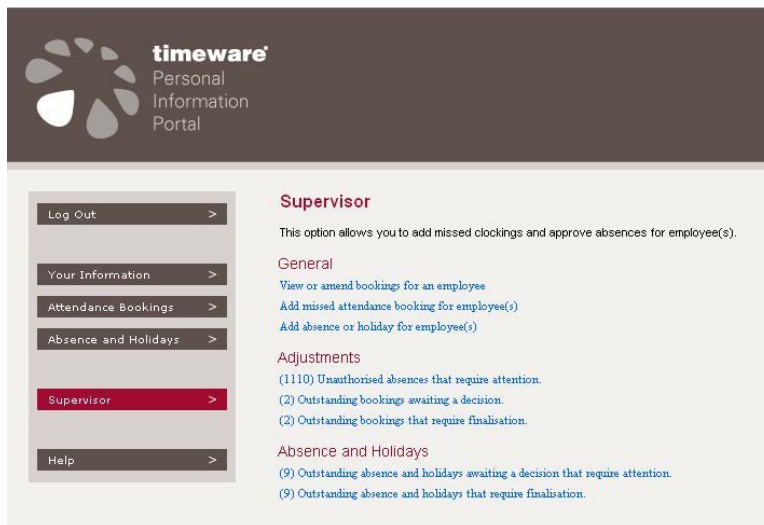 timeware®
Personal
Information
Portal
Log Out >
Your Information >
Attendance Bookings >
Absence and Holidays >
Supervisor >
Help >
Supervisor
This option allows you to add missed clockings and approve absences for employee(s).
General
View or amend bookings for an employee
Add missed attendance booking for employee(s)
Add absence or holiday for employee(s)
Adjustments
(1110) Unauthorised absences that require attention.
(2) Outstanding bookings awaiting a decision.
(2) Outstanding bookings that require finalisation.
Absence and Holidays
(9) Outstanding absence and holidays awaiting a decision that require attention.
(9) Outstanding absence and holidays that require finalisation.